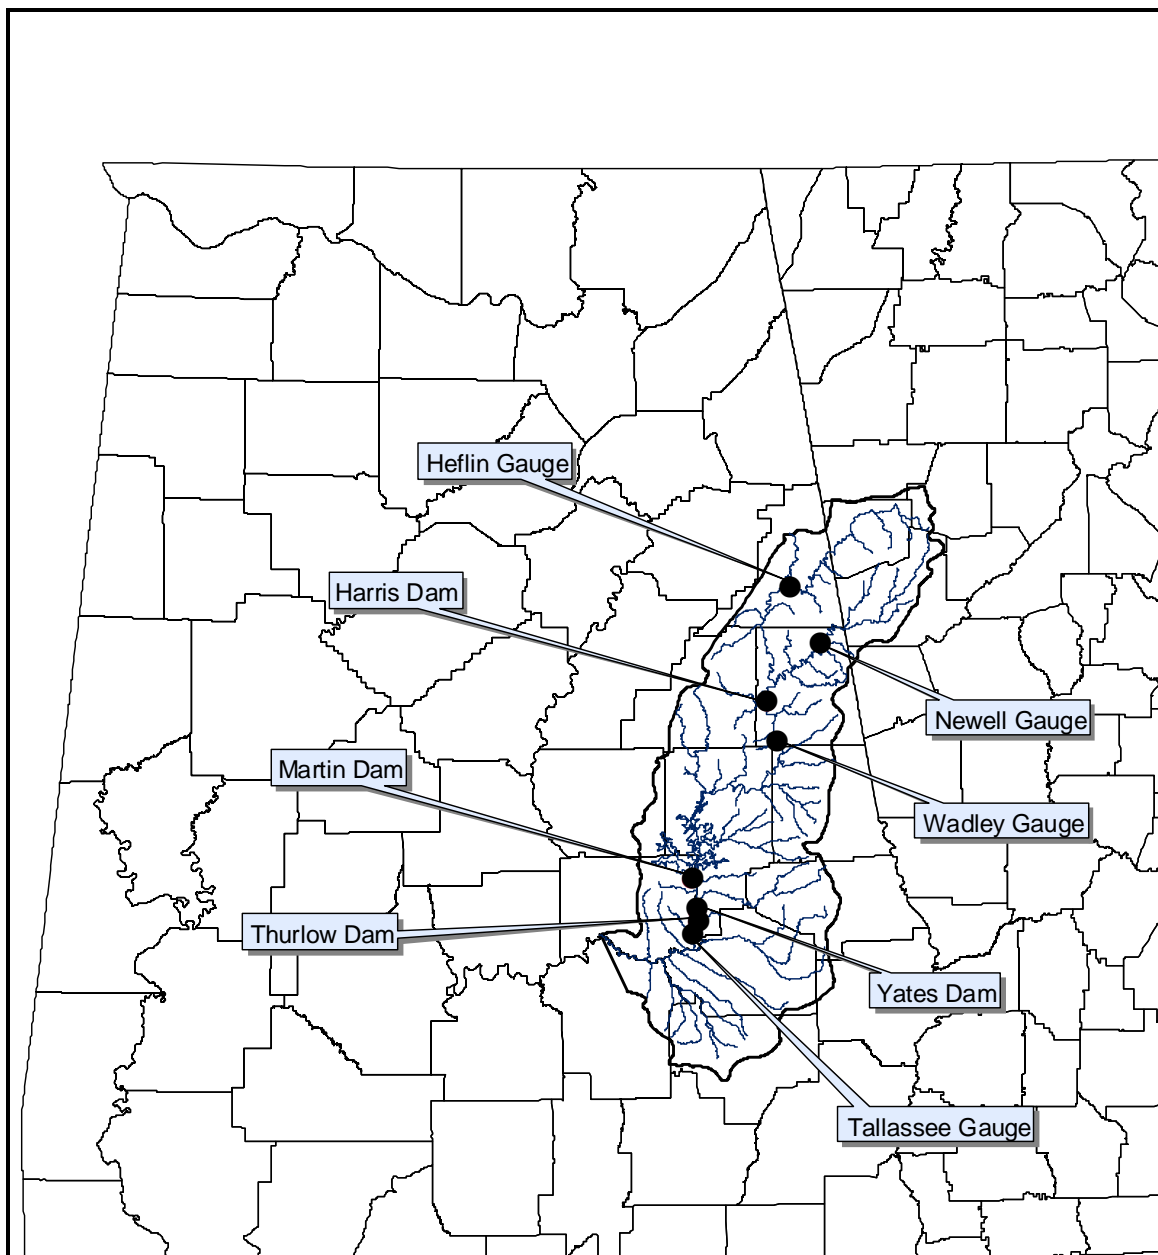 Heflin Gauge
Harris Dam
Newell Gauge
Martin Dam
Wadley Gauge
Thurlow Dam
Yates Dam
Tallassee Gauge